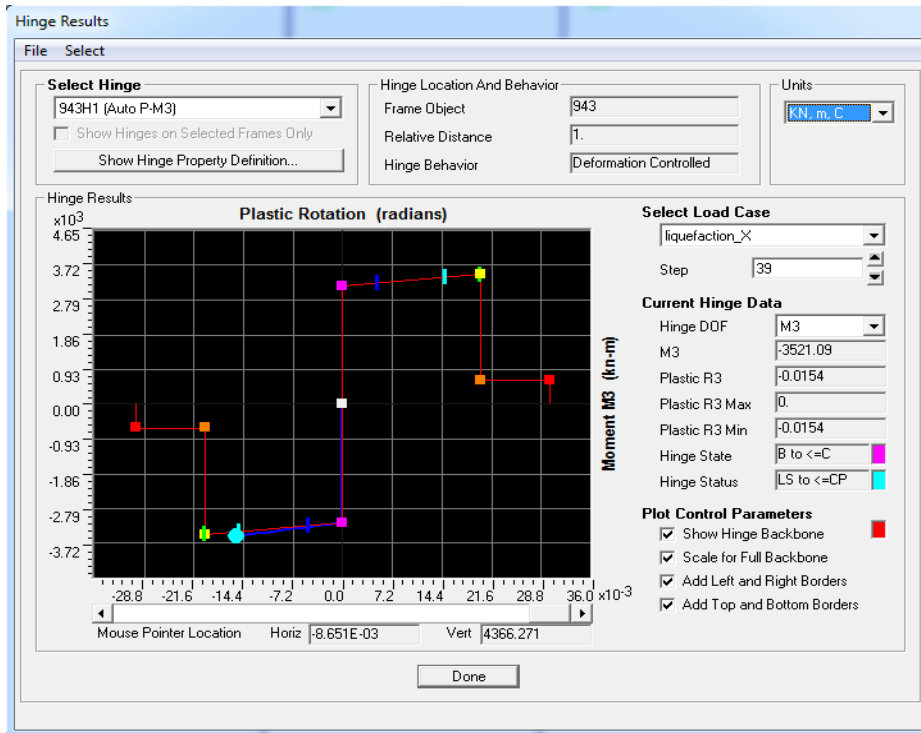 Hinge Results
File Select
Select Hinge
943H1 (Auto P-M3)
Show Hinges on Selected Frames Only
Show Hinge Property Definition...
Hinge Location And Behavior
Frame Object 943
Relative Distance 1.
Hinge Behavior Deformation Controlled
Units
KN, m, C
Hinge Results
Plastic Rotation (radians)
x10 3
4.65
3.72
2.79
1.86
0.93
0.00
-0.93
-1.86
-2.79
-3.72
-28.8 -21.6 -14.4 -7.2 0.0 7.2 14.4 21.6 28.8 36.0 x10 -3
Moment M3 (kn-m)
Mouse Pointer Location Horiz -8.651E-03 Vert 4366.271
Select Load Case
liquefaction_X
Step 39
Current Hinge Data
Hinge DOF M3
M3 -3521.09
Plastic R3 -0.0154
Plastic R3 Max 0.
Plastic R3 Min -0.0154
Hinge State B to <=C
Hinge Status LS to <=CP
Plot Control Parameters
Show Hinge Backbone
Scale for Full Backbone
Add Left and Right Borders
Add Top and Bottom Borders
Done